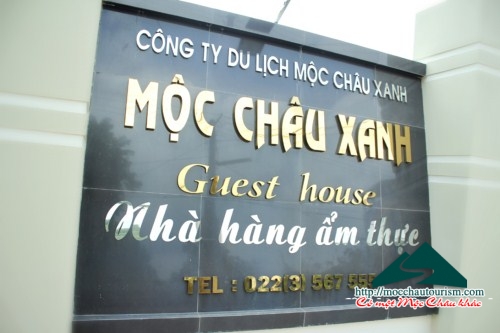 CÔNG TY DU LỊCH MỘC CHÂU XANH
MỘC CHÂU XANH
Guest house
Nhà hàng ẩm thực
TEL : 022(3) 567 555
http://mocchautourism.com
Có một Mộc Châu khác